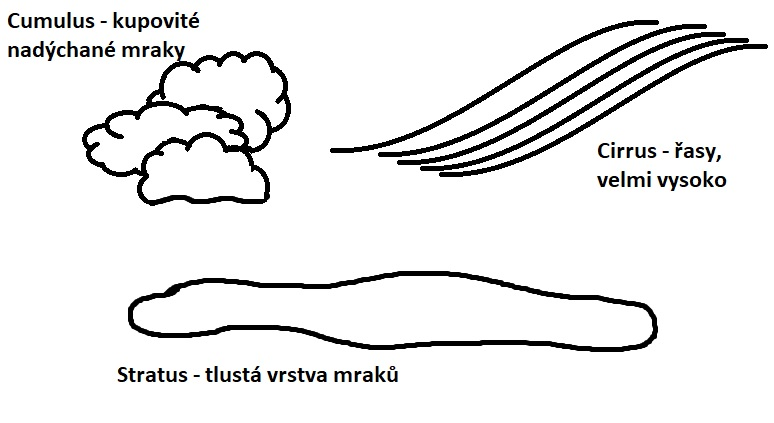 Cumulus - kupovité
nadýchané mraky
Cirrus - řasy,
velmi vysoko
Stratus - tlustá vrstva mraků